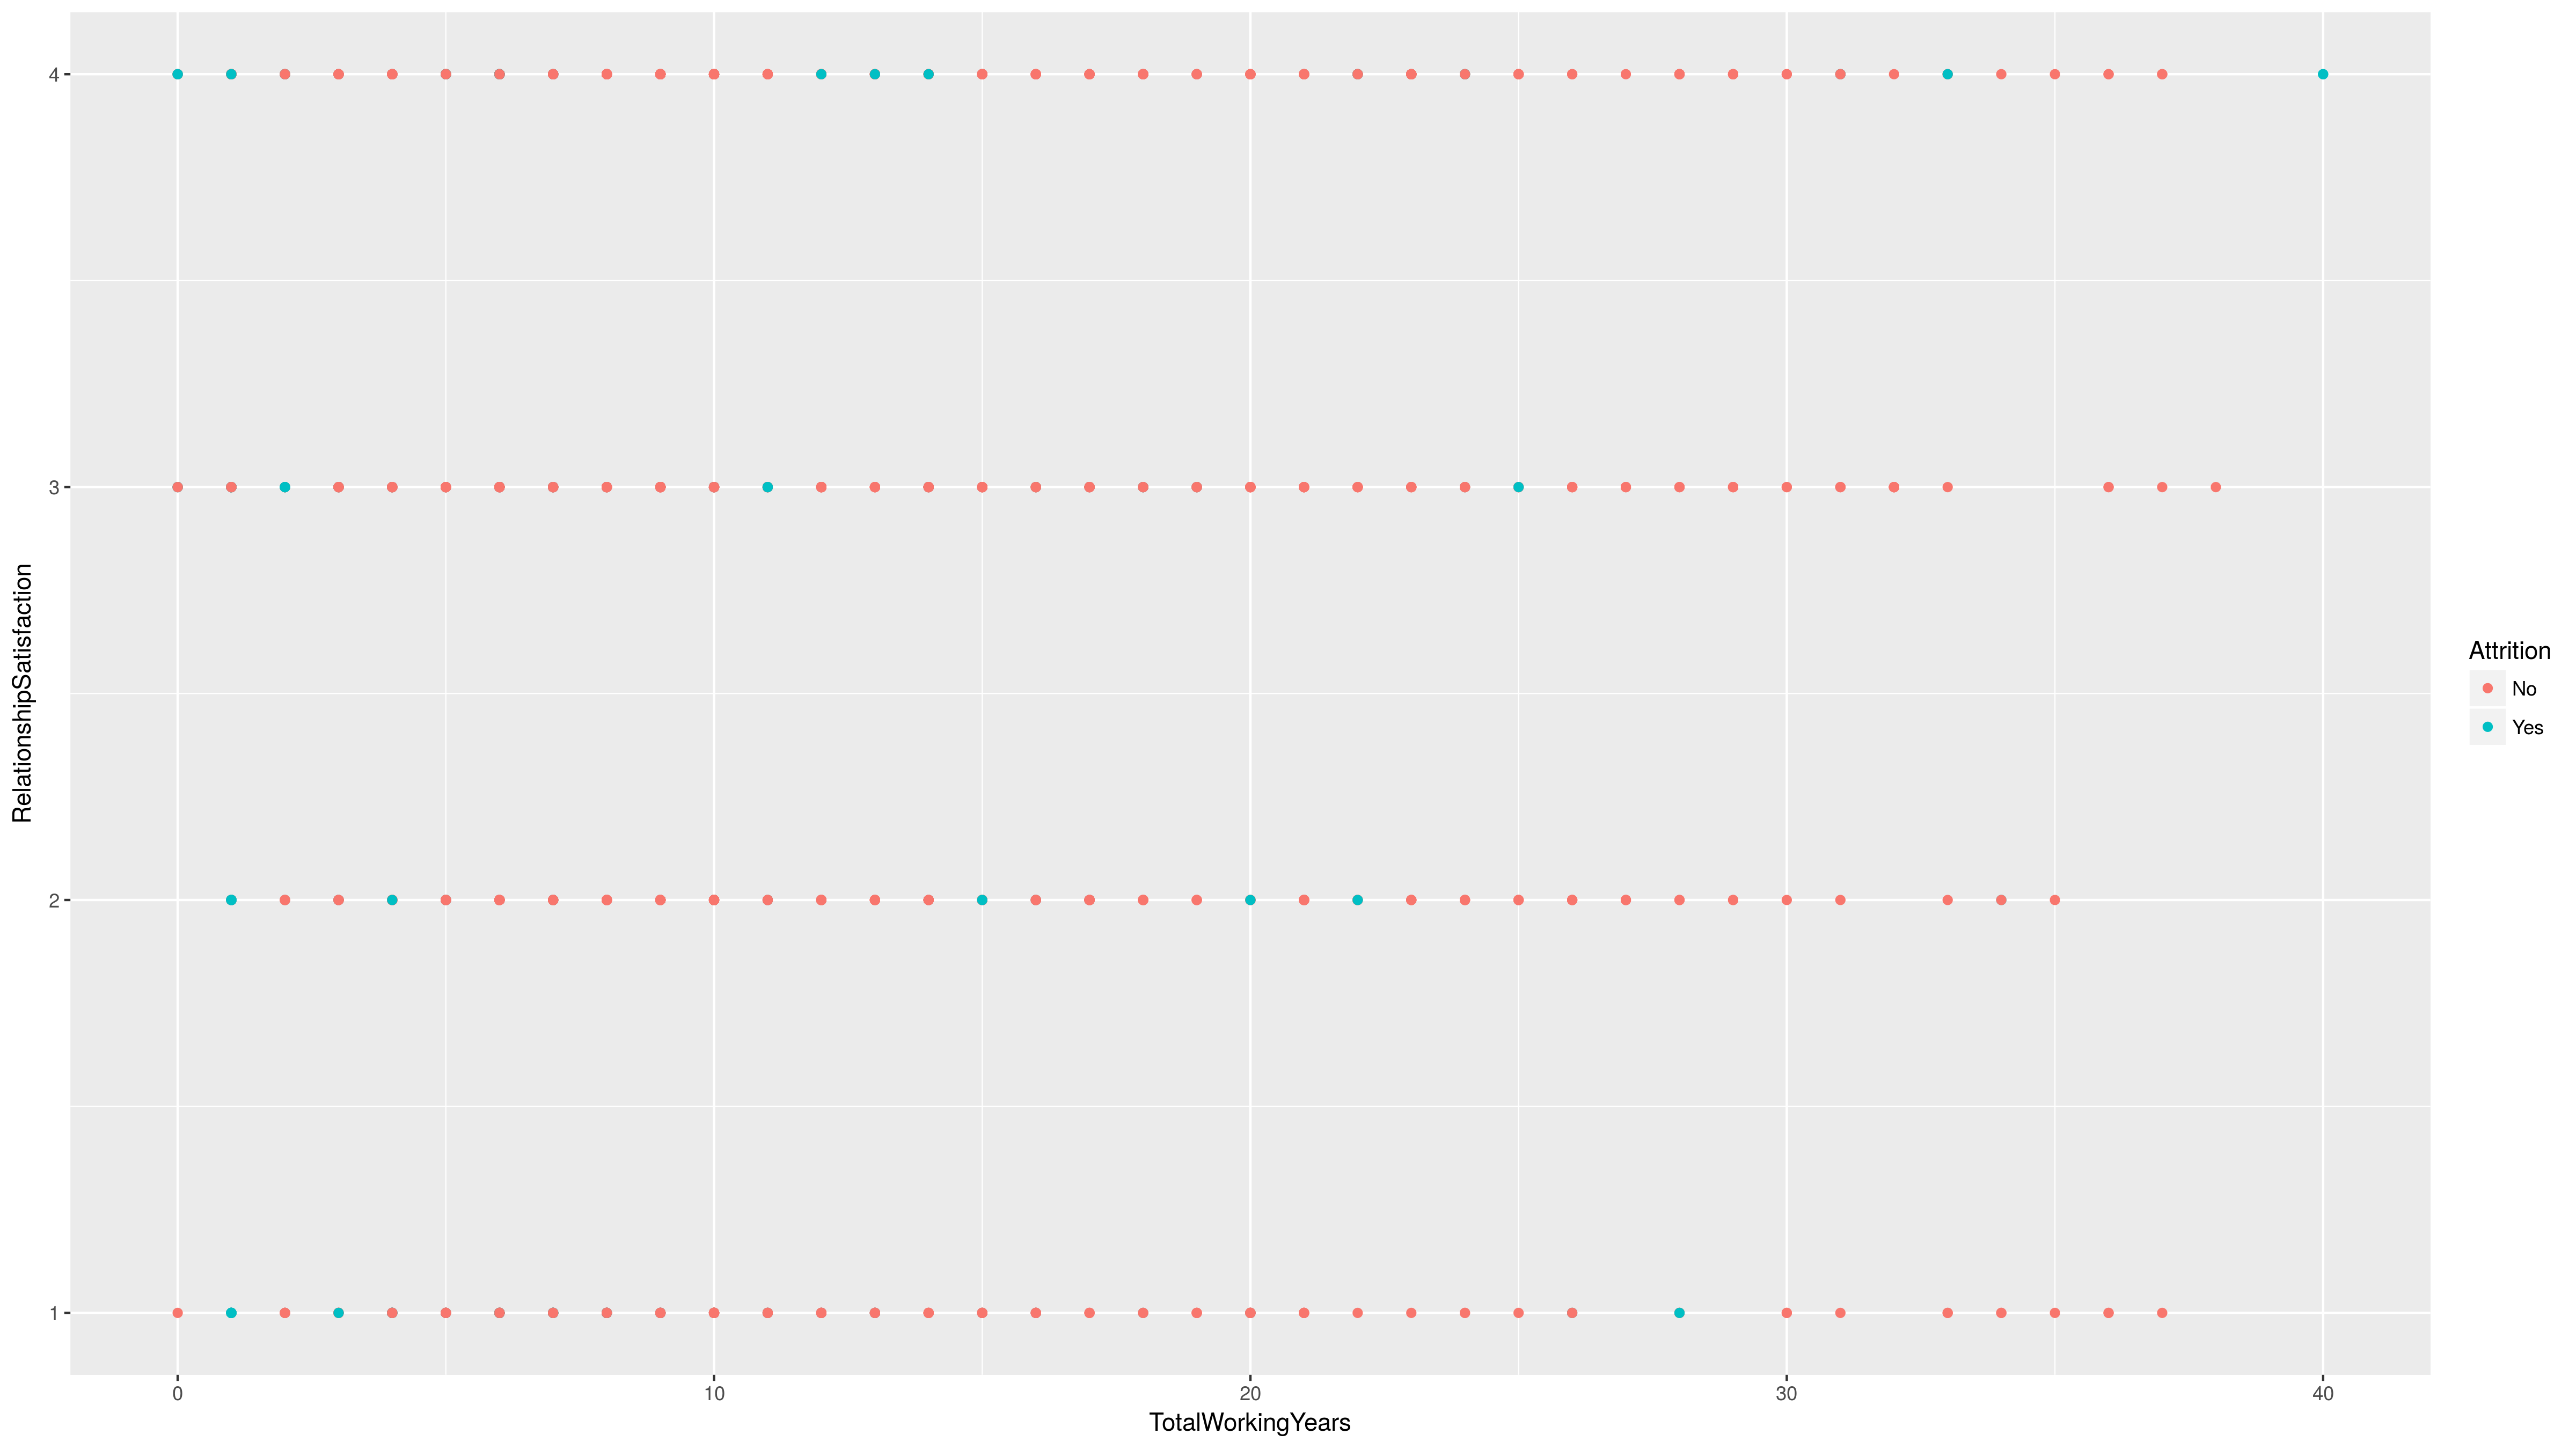 4
3
2
1
RelationshipSatisfaction
0 10 20 30 40
TotalWorkingYears
Attrition
No
Yes